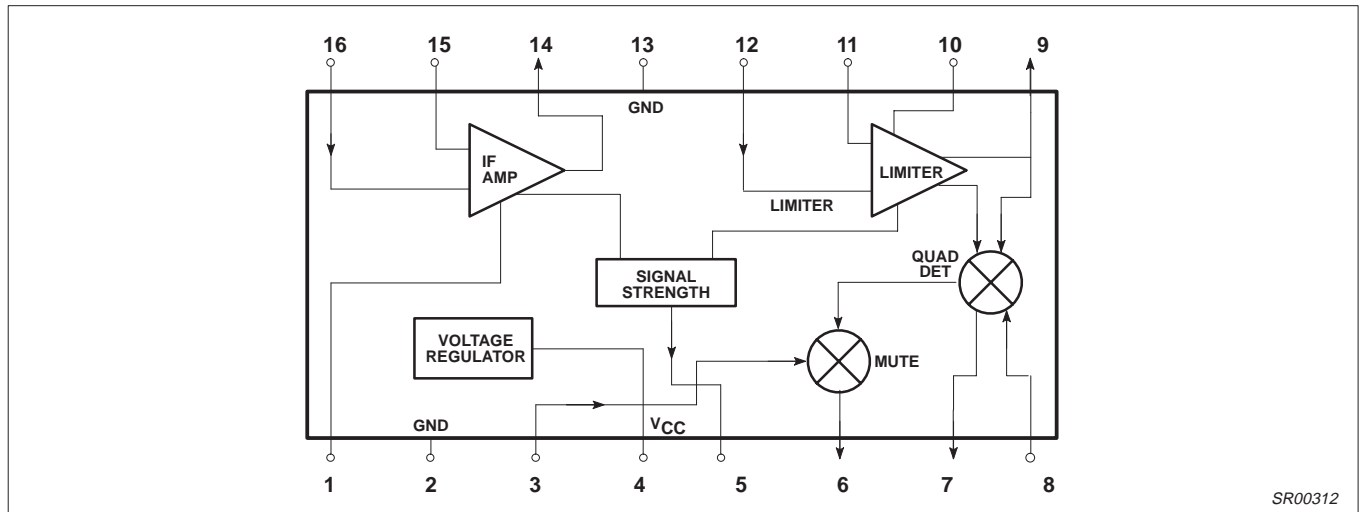 16 15 14 13 12 11 10 9
GND
IF
AMP
LIMITER
LIMITER
QUAD
DET
SIGNAL
STRENGTH
VOLTAGE
REGULATOR
MUTE
GND
VCC
1 2 3 4 5 6 7 8
SR00312